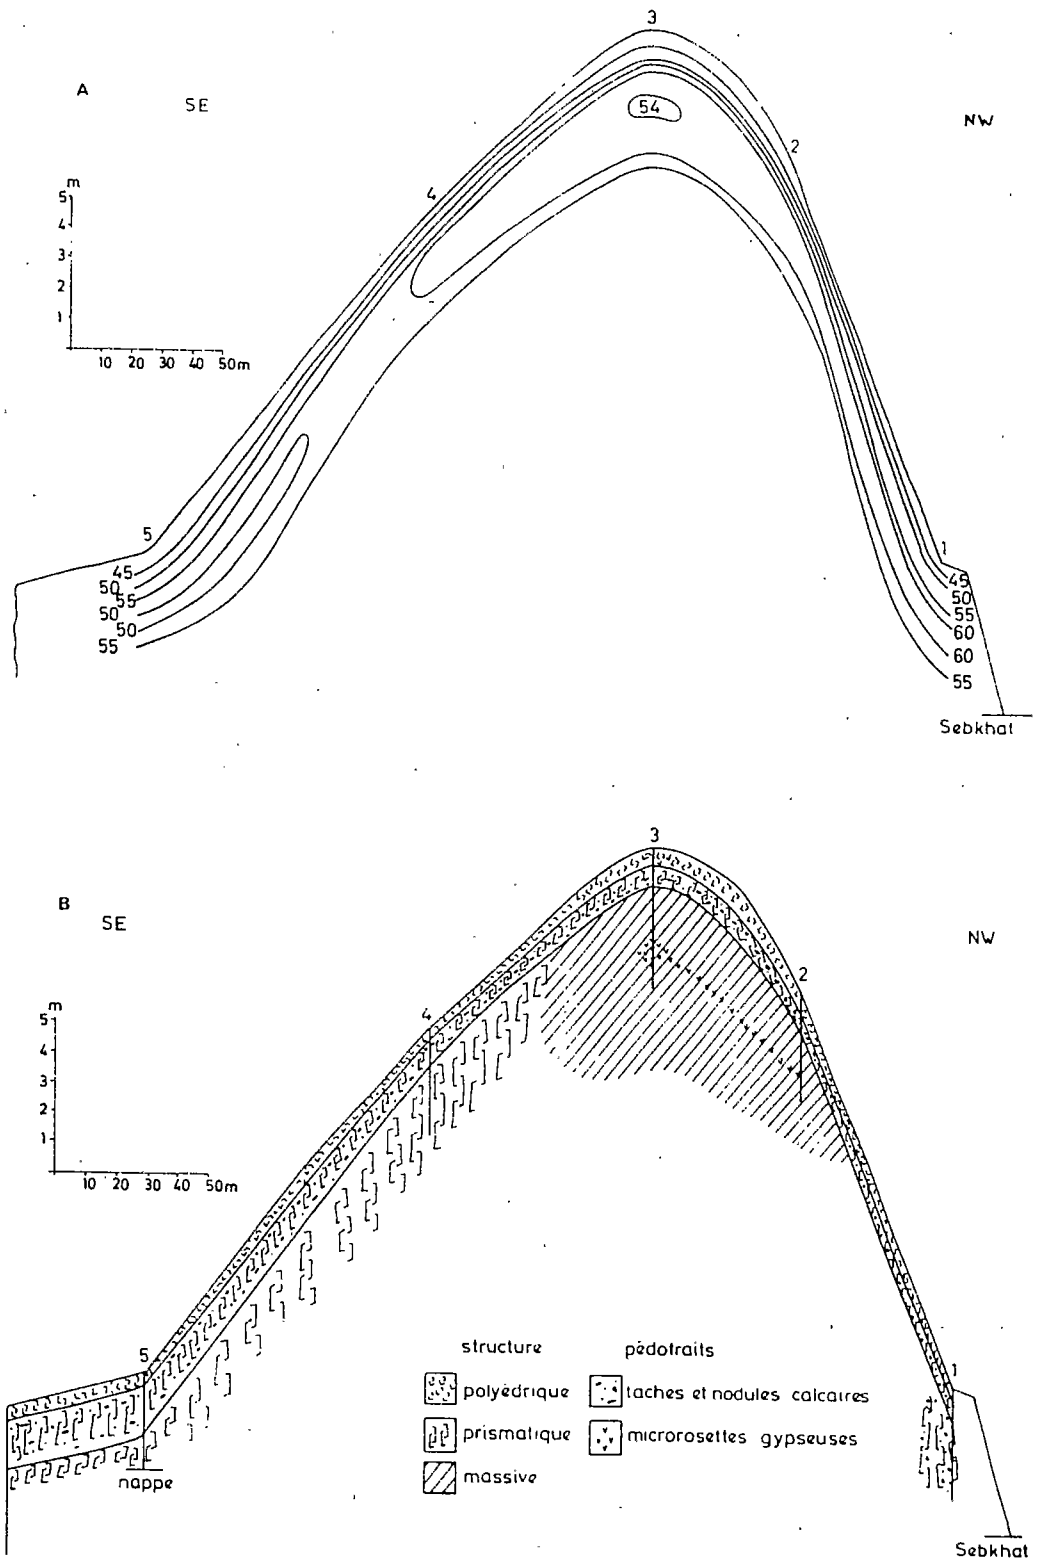 3
A
SE
54
NW
2
m
5
4
3
2
1
4
10 20 30 40 50m
5
1
45
50
55
50
50
55
45
50
55
60
60
55
Sebkhat
3
B
SE
NW
2
m
5
4
3
2
1
4
10 20 30 40 50m
5
1
structure pédotraits
polyédrique taches et nodules calcaires
prismatique microrosettes gypseuses
massive
nappe
Sebkhat